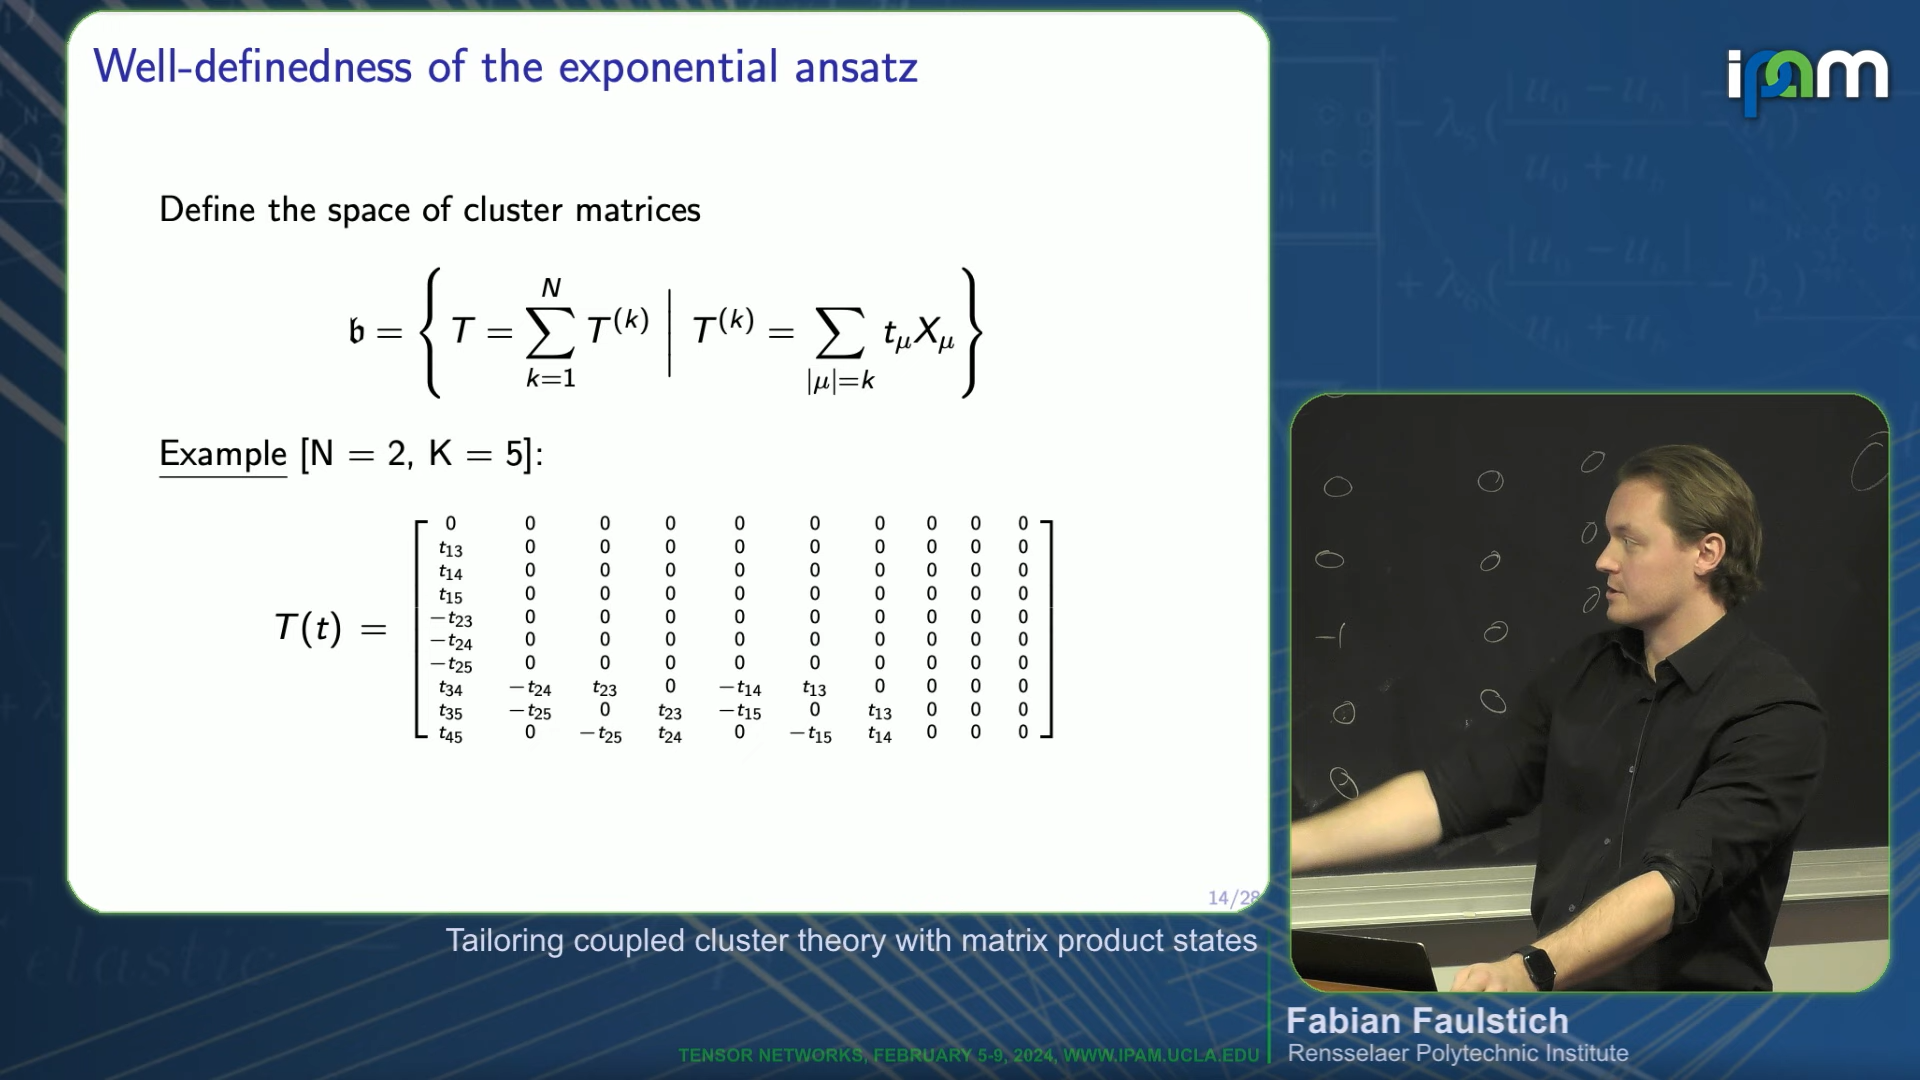 Well-definedness of the exponential ansatz
ipam
Define the space of cluster matrices
𝔟 = { T = ∑_{k=1}^{N} T^{(k)} | T^{(k)} = ∑_{|μ|=k} t_μ X_μ }
Example [N = 2, K = 5]:
0 0 0 0 0 0 0 0 0 0
t₁₃ 0 0 0 0 0 0 0 0 0
t₁₄ 0 0 0 0 0 0 0 0 0
t₁₅ 0 0 0 0 0 0 0 0 0
−t₂₃ 0 0 0 0 0 0 0 0 0
T(t) =
−t₂₄ 0 0 0 0 0 0 0 0 0
−t₂₅ 0 0 0 0 0 0 0 0 0
t₃₄ −t₂₄ t₂₃ 0 −t₁₄ t₁₃ 0 0 0 0
t₃₅ −t₂₅ 0 t₂₃ −t₁₅ 0 t₁₃ 0 0 0
t₄₅ 0 −t₂₅ t₂₄ 0 −t₁₅ t₁₄ 0 0 0
14/28
Tailoring coupled cluster theory with matrix product states
Fabian Faulstich
Rensselaer Polytechnic Institute
TENSOR NETWORKS, FEBRUARY 5-9, 2024, WWW.IPAM.UCLA.EDU